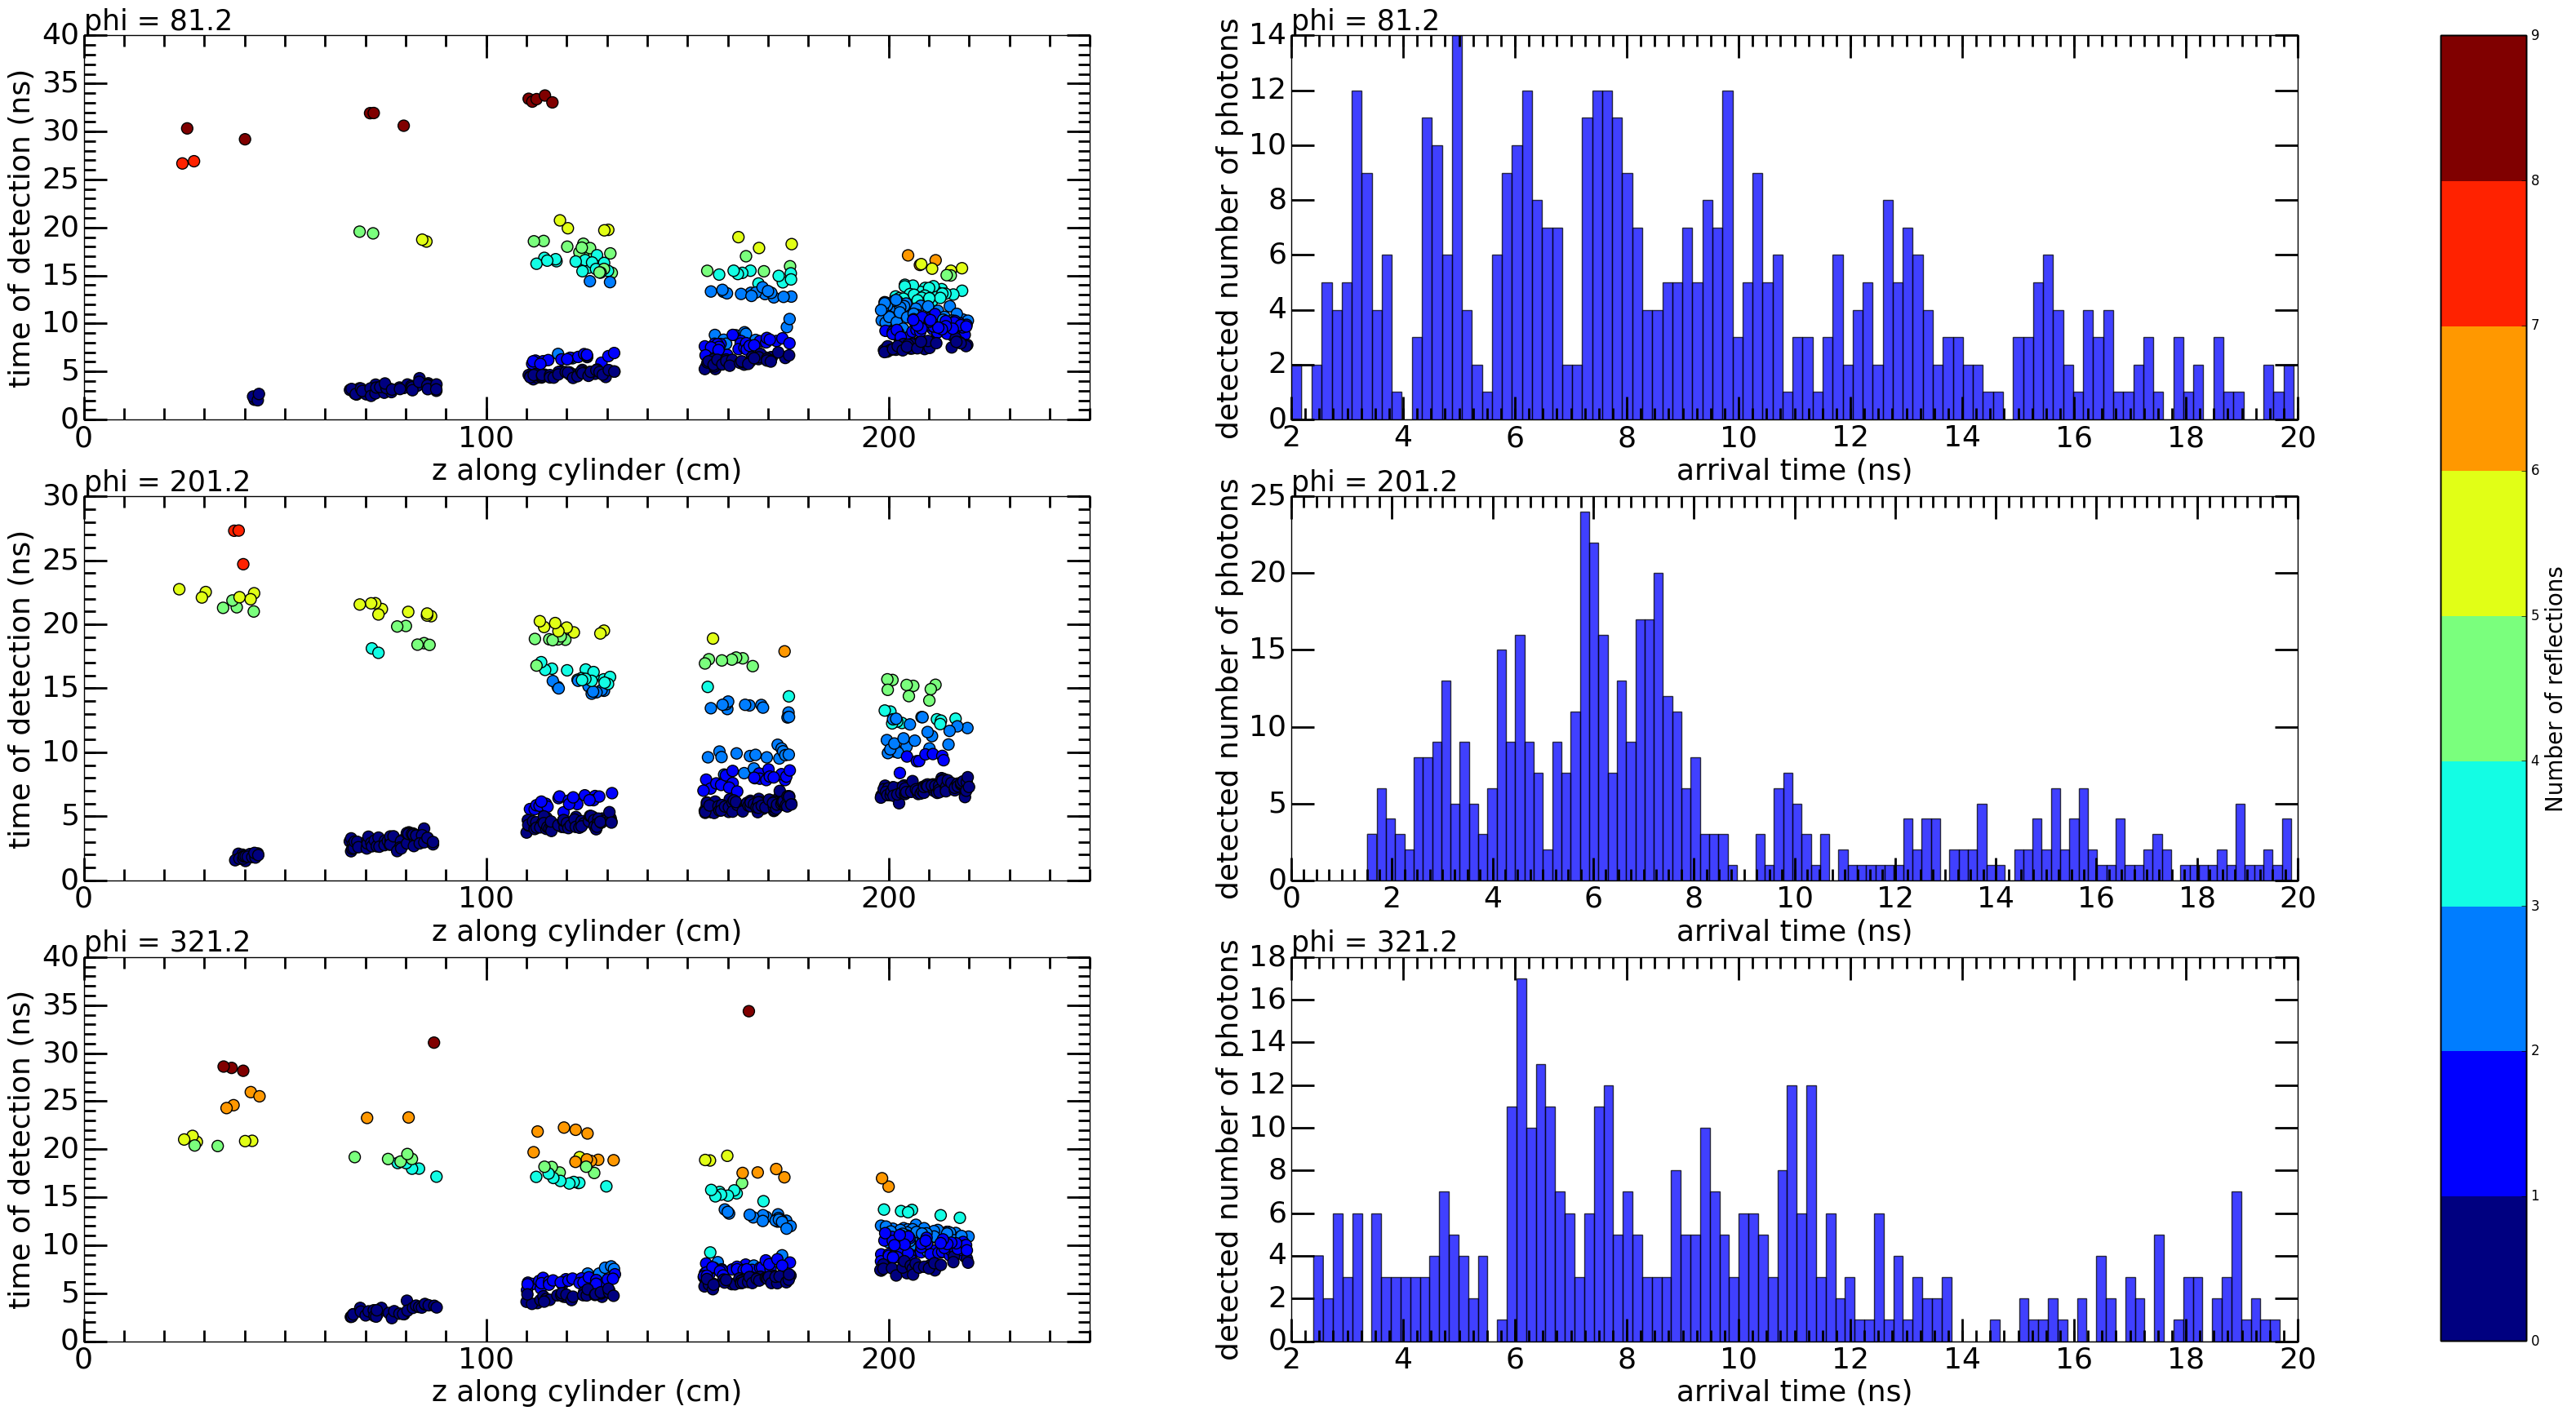 phi = 81.2
40
35
30
25
20
15
10
5
0
time of detection (ns)
0 100 200
z along cylinder (cm)
phi = 81.2
14
12
10
8
6
4
2
0
detected number of photons
2 4 6 8 10 12 14 16 18 20
arrival time (ns)
phi = 201.2
30
25
20
15
10
5
0
time of detection (ns)
0 100 200
z along cylinder (cm)
phi = 201.2
25
20
15
10
5
0
detected number of photons
0 2 4 6 8 10 12 14 16 18 20
arrival time (ns)
phi = 321.2
40
35
30
25
20
15
10
5
0
time of detection (ns)
0 100 200
z along cylinder (cm)
phi = 321.2
18
16
14
12
10
8
6
4
2
0
detected number of photons
2 4 6 8 10 12 14 16 18 20
arrival time (ns)
9
8
7
6
5
4
3
2
1
0
Number of reflections